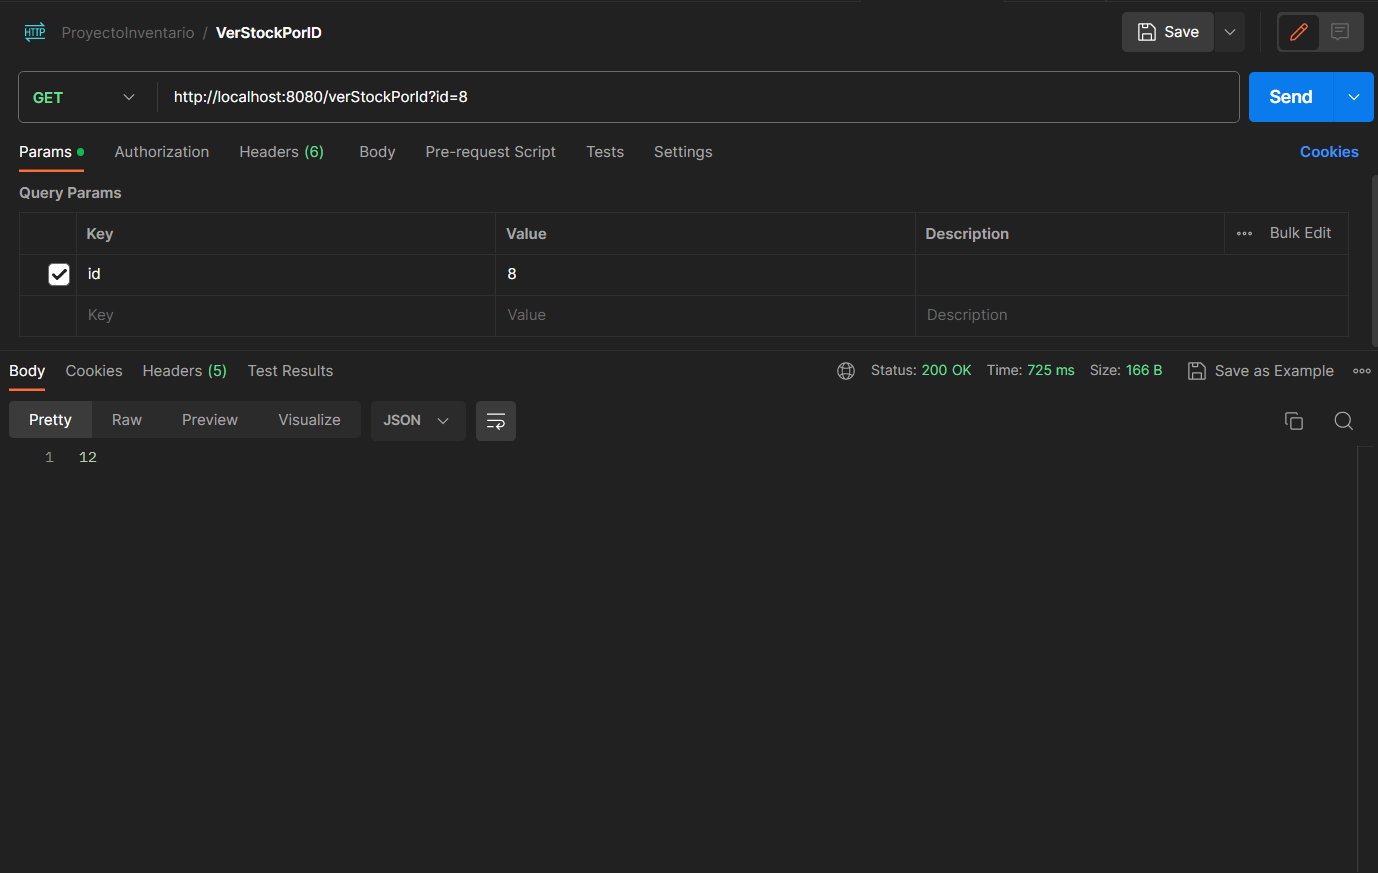 HTTP ProyectoInventario / VerStockPorID Save
GET http://localhost:8080/verStockPorId?id=8 Send
Params Authorization Headers (6) Body Pre-request Script Tests Settings Cookies
Query Params
Key Value Description Bulk Edit
id 8
Key Value Description
Body Cookies Headers (5) Test Results Status: 200 OK Time: 725 ms Size: 166 B Save as Example
Pretty Raw Preview Visualize JSON
1 12